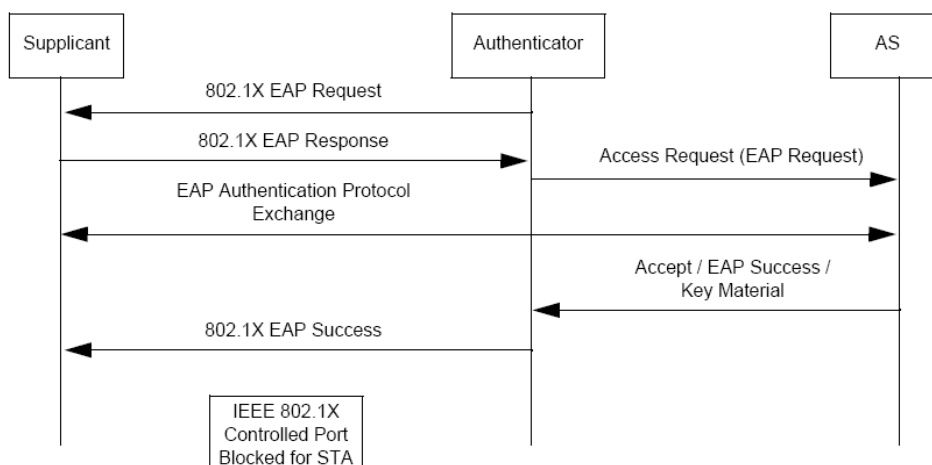 Supplicant
Authenticator
AS
802.1X EAP Request
802.1X EAP Response
Access Request (EAP Request)
EAP Authentication Protocol
Exchange
Accept / EAP Success /
Key Material
802.1X EAP Success
IEEE 802.1X
Controlled Port
Blocked for STA